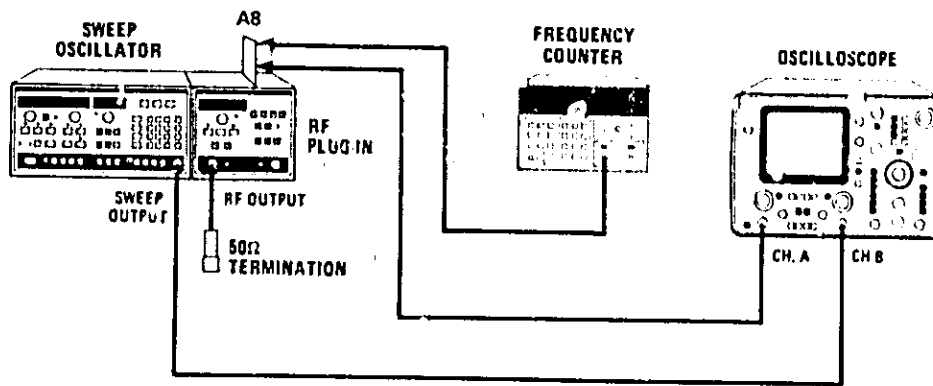 A8
SWEEP
OSCILLATOR
FREQUENCY
COUNTER
OSCILLOSCOPE
RF
PLUG-IN
SWEEP
OUTPUT
RF OUTPUT
50Ω
TERMINATION
CH. A
CH B